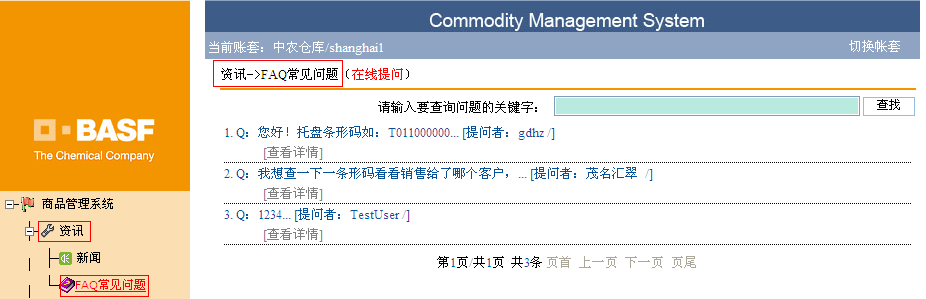 Commodity Management System
当前账套：中农仓库/shanghai1 切换帐套
资讯->FAQ常见问题（在线提问）
请输入要查询问题的关键字： 查找
1. Q：您好！托盘条形码如：T011000000... [提问者：gdhz /]
[查看详情]
2. Q：我想查一下一条形码看看销售给了哪个客户，... [提问者：茂名汇翠 /]
[查看详情]
3. Q：1234... [提问者：TestUser /]
[查看详情]
第1页/共1页 共3条 页首 上一页 下一页 页尾
BASF
The Chemical Company
商品管理系统
资讯
新闻
FAQ常见问题